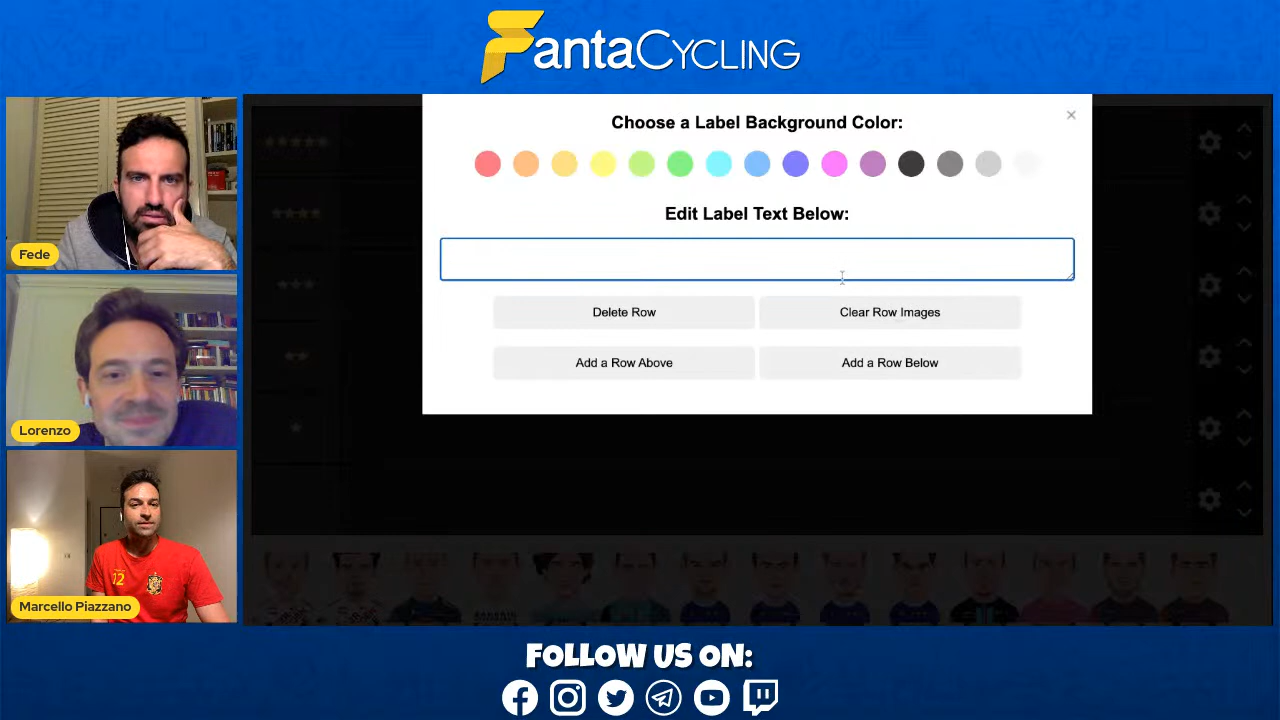 FANTACYCLING
Choose a Label Background Color:
×
Edit Label Text Below:
Delete Row
Clear Row Images
Add a Row Above
Add a Row Below
Fede
Lorenzo
12
Marcello Piazzano
FOLLOW US ON: